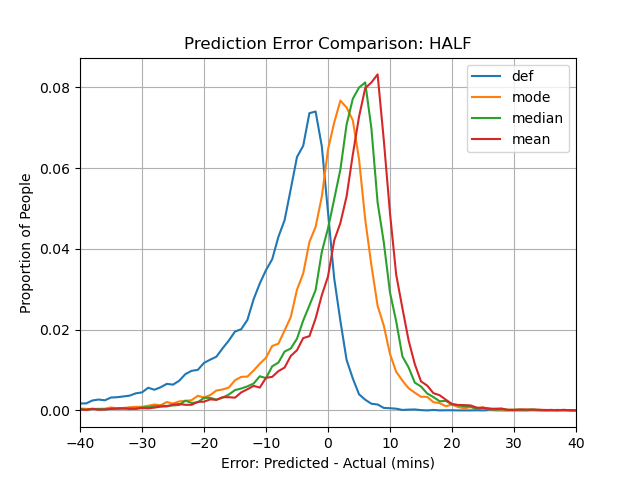 Prediction Error Comparison: HALF
def
mode
median
mean
Proportion of People
0.08
0.06
0.04
0.02
0.00
−40 −30 −20 −10 0 10 20 30 40
Error: Predicted - Actual (mins)